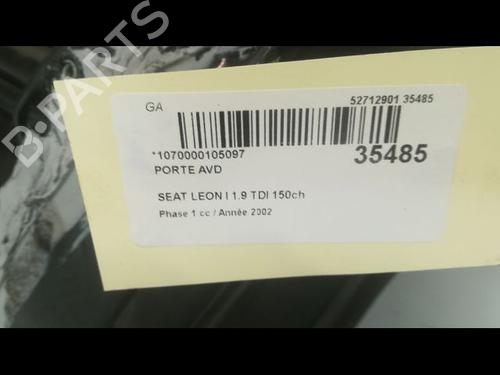 GA
52712901 35485
*1070000105097
35485
PORTE AVD
SEAT LEON I 1.9 TDI 150ch
Phase 1 cc / Année 2002
B-PARTS